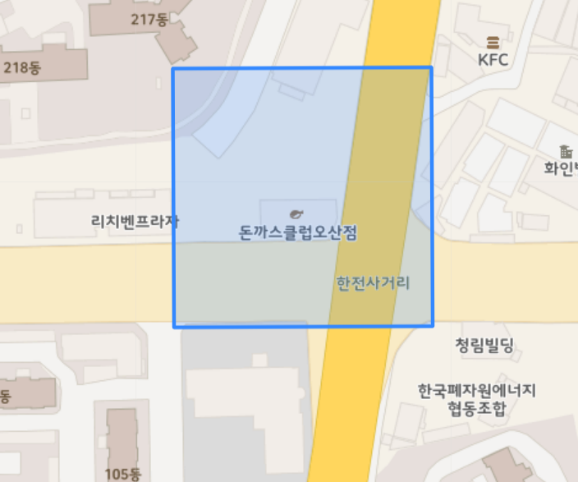 217동
218동
KFC
리치벤프라자
돈까스클럽오산점
한전사거리
청림빌딩
한국폐자원에너지
협동조합
동
105동